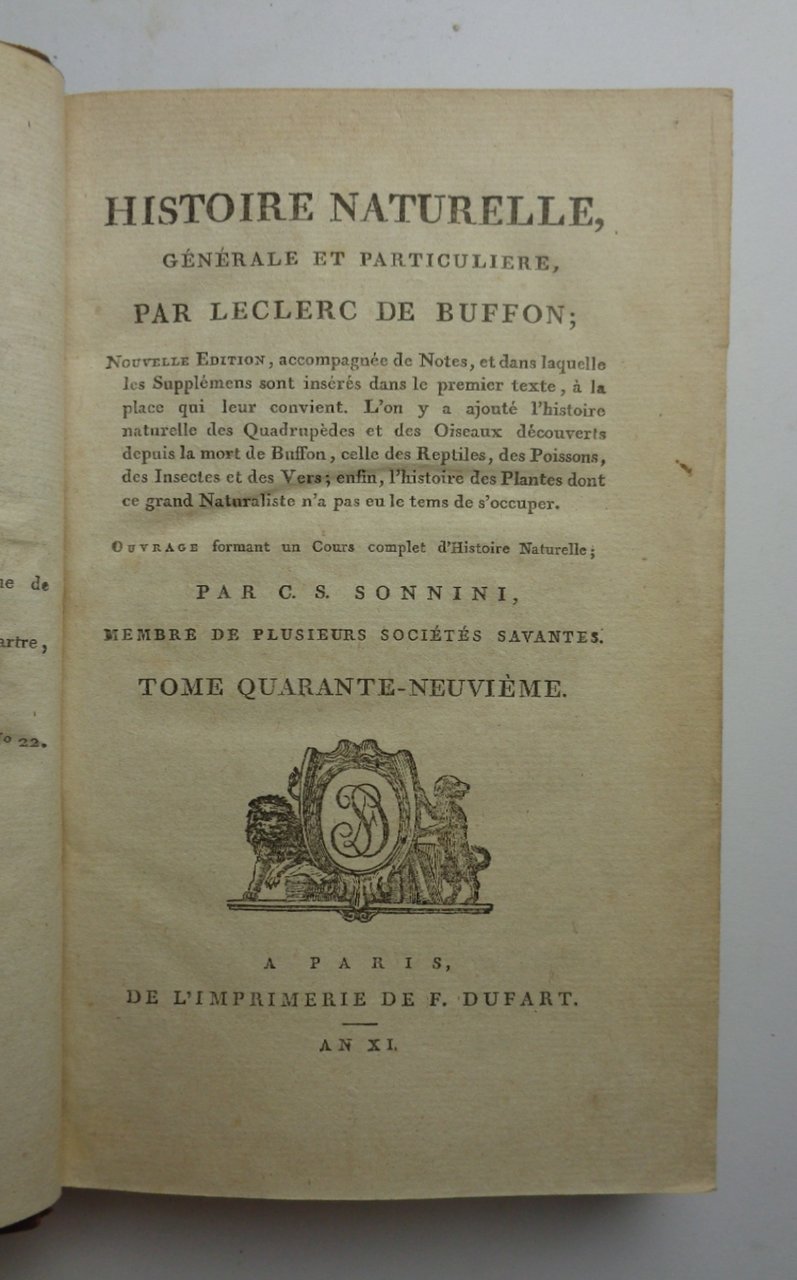 ue de
artre,
o 22.
HISTOIRE NATURELLE,
GÉNÉRALE ET PARTICULIERE,
PAR LECLERC DE BUFFON;
NOUVELLE EDITION, accompagnée de Notes, et dans laquelle
les Supplémens sont insérés dans le premier texte, à la
place qui leur convient. L'on y a ajouté l'histoire
naturelle des Quadrupèdes et des Oiseaux découverts
depuis la mort de Buffon, celle des Reptiles, des Poissons,
des Insectes et des Vers; enfin, l'histoire des Plantes dont
ce grand Naturaliste n'a pas eu le tems de s'occuper.
OUVRAGE formant un Cours complet d'Histoire Naturelle;
PAR C. S. SONNINI,
MEMBRE DE PLUSIEURS SOCIÉTÉS SAVANTES.
TOME QUARANTE-NEUVIÈME.
A PARIS,
DE L'IMPRIMERIE DE F. DUFART.
AN XI.